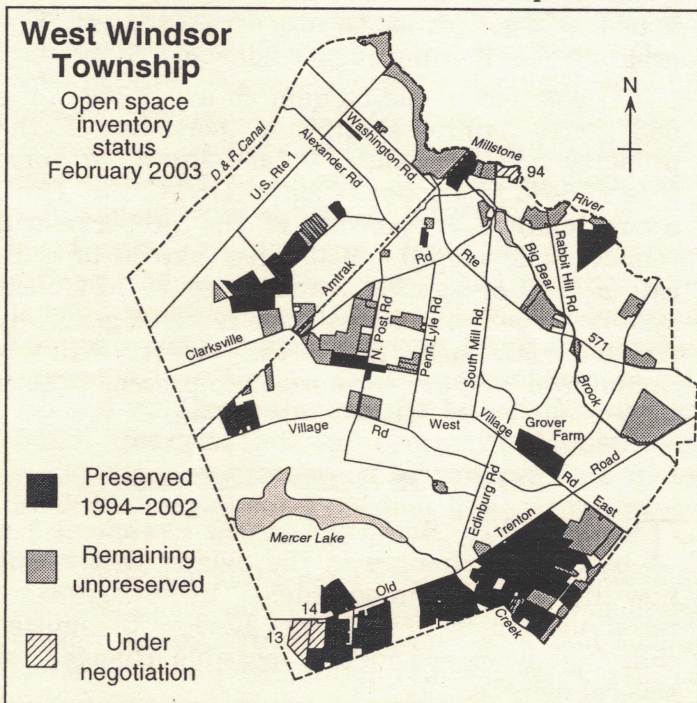 West Windsor
Township
Open space
inventory
status
February 2003
N
D & R Canal
U.S. Rte 1
Alexander Rd
Washington Rd.
Millstone
94
River
Amtrak
Rd
Rte
Big Bear
Rabbit Hill Rd
Clarksville
N. Post Rd
Penn-Lyle Rd
South Mill Rd.
571
Brook
Village
Rd
West
Village
Grover
Farm
Rd
Road
East
Edinburg Rd
Trenton
Old
Mercer Lake
Creek
14
13
Preserved
1994–2002
Remaining
unpreserved
Under
negotiation